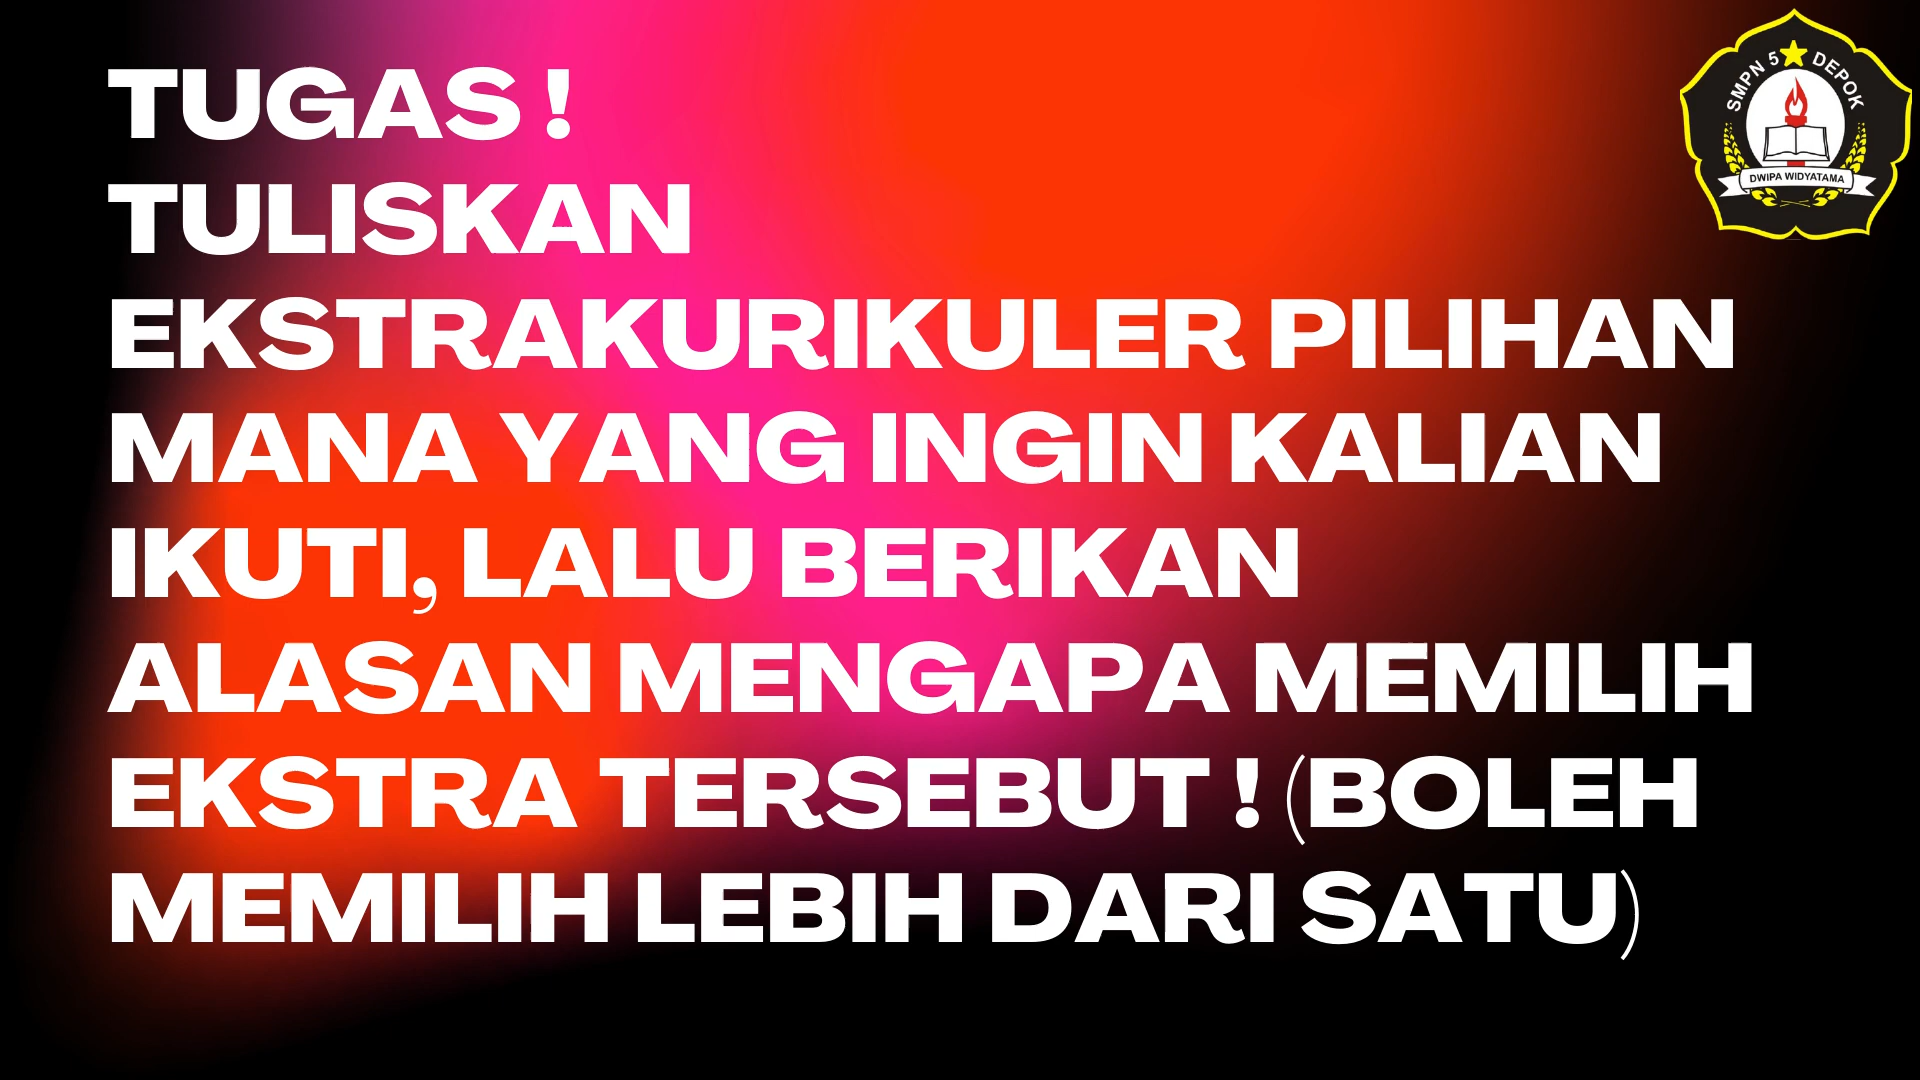 TUGAS !
TULISKAN
EKSTRAKURIKULER PILIHAN
MANA YANG INGIN KALIAN
IKUTI, LALU BERIKAN
ALASAN MENGAPA MEMILIH
EKSTRA TERSEBUT ! (BOLEH
MEMILIH LEBIH DARI SATU)
SMPN 5 DEPOK
DWIPA WIDYATAMA